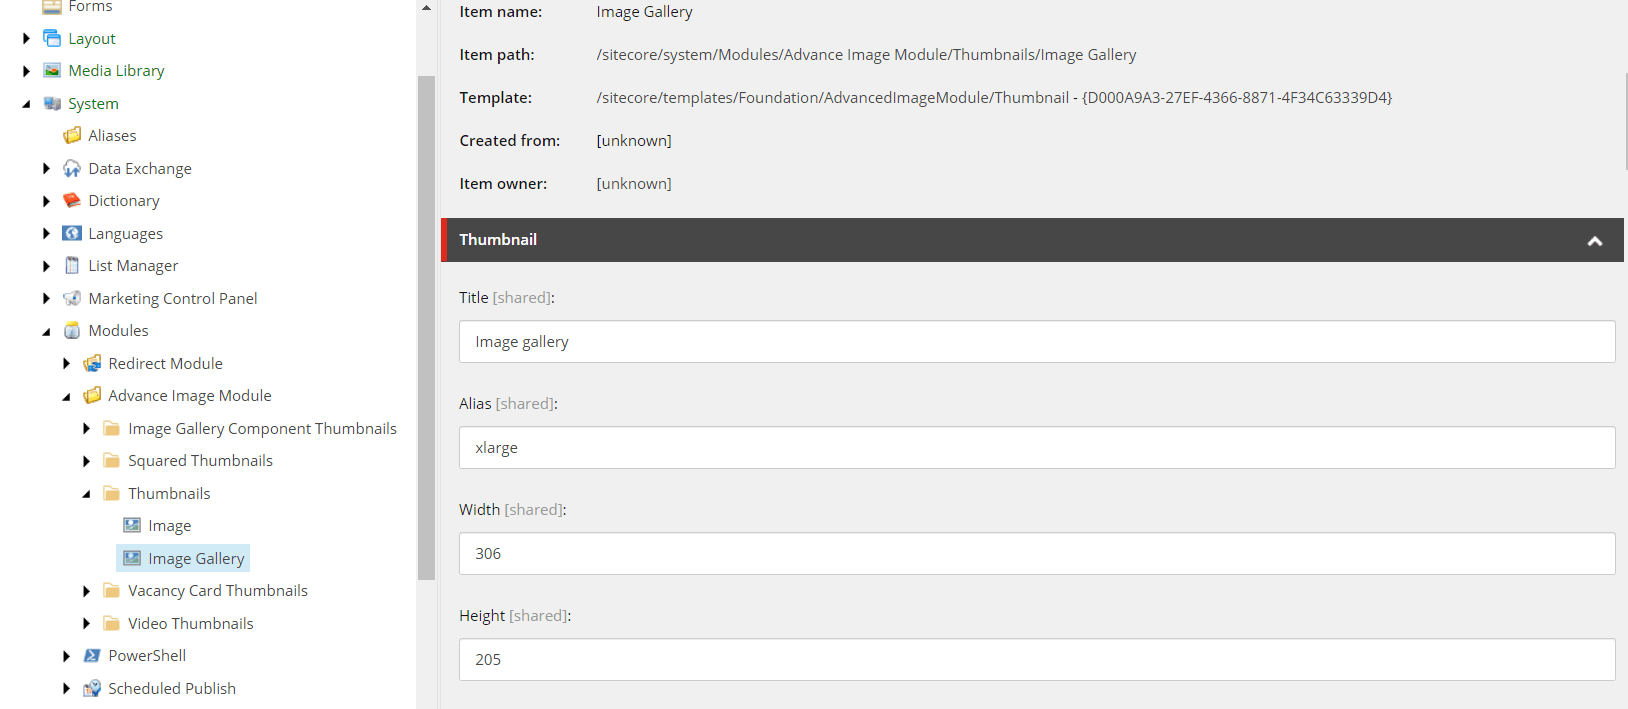 Forms
Layout
Media Library
System
Aliases
Data Exchange
Dictionary
Languages
List Manager
Marketing Control Panel
Modules
Redirect Module
Advance Image Module
Image Gallery Component Thumbnails
Squared Thumbnails
Thumbnails
Image
Image Gallery
Vacancy Card Thumbnails
Video Thumbnails
PowerShell
Scheduled Publish
Item name: Image Gallery
Item path: /sitecore/system/Modules/Advance Image Module/Thumbnails/Image Gallery
Template: /sitecore/templates/Foundation/AdvancedImageModule/Thumbnail - {D000A9A3-27EF-4366-8871-4F34C63339D4}
Created from: [unknown]
Item owner: [unknown]
Thumbnail
Title [shared]:
Image gallery
Alias [shared]:
xlarge
Width [shared]:
306
Height [shared]:
205